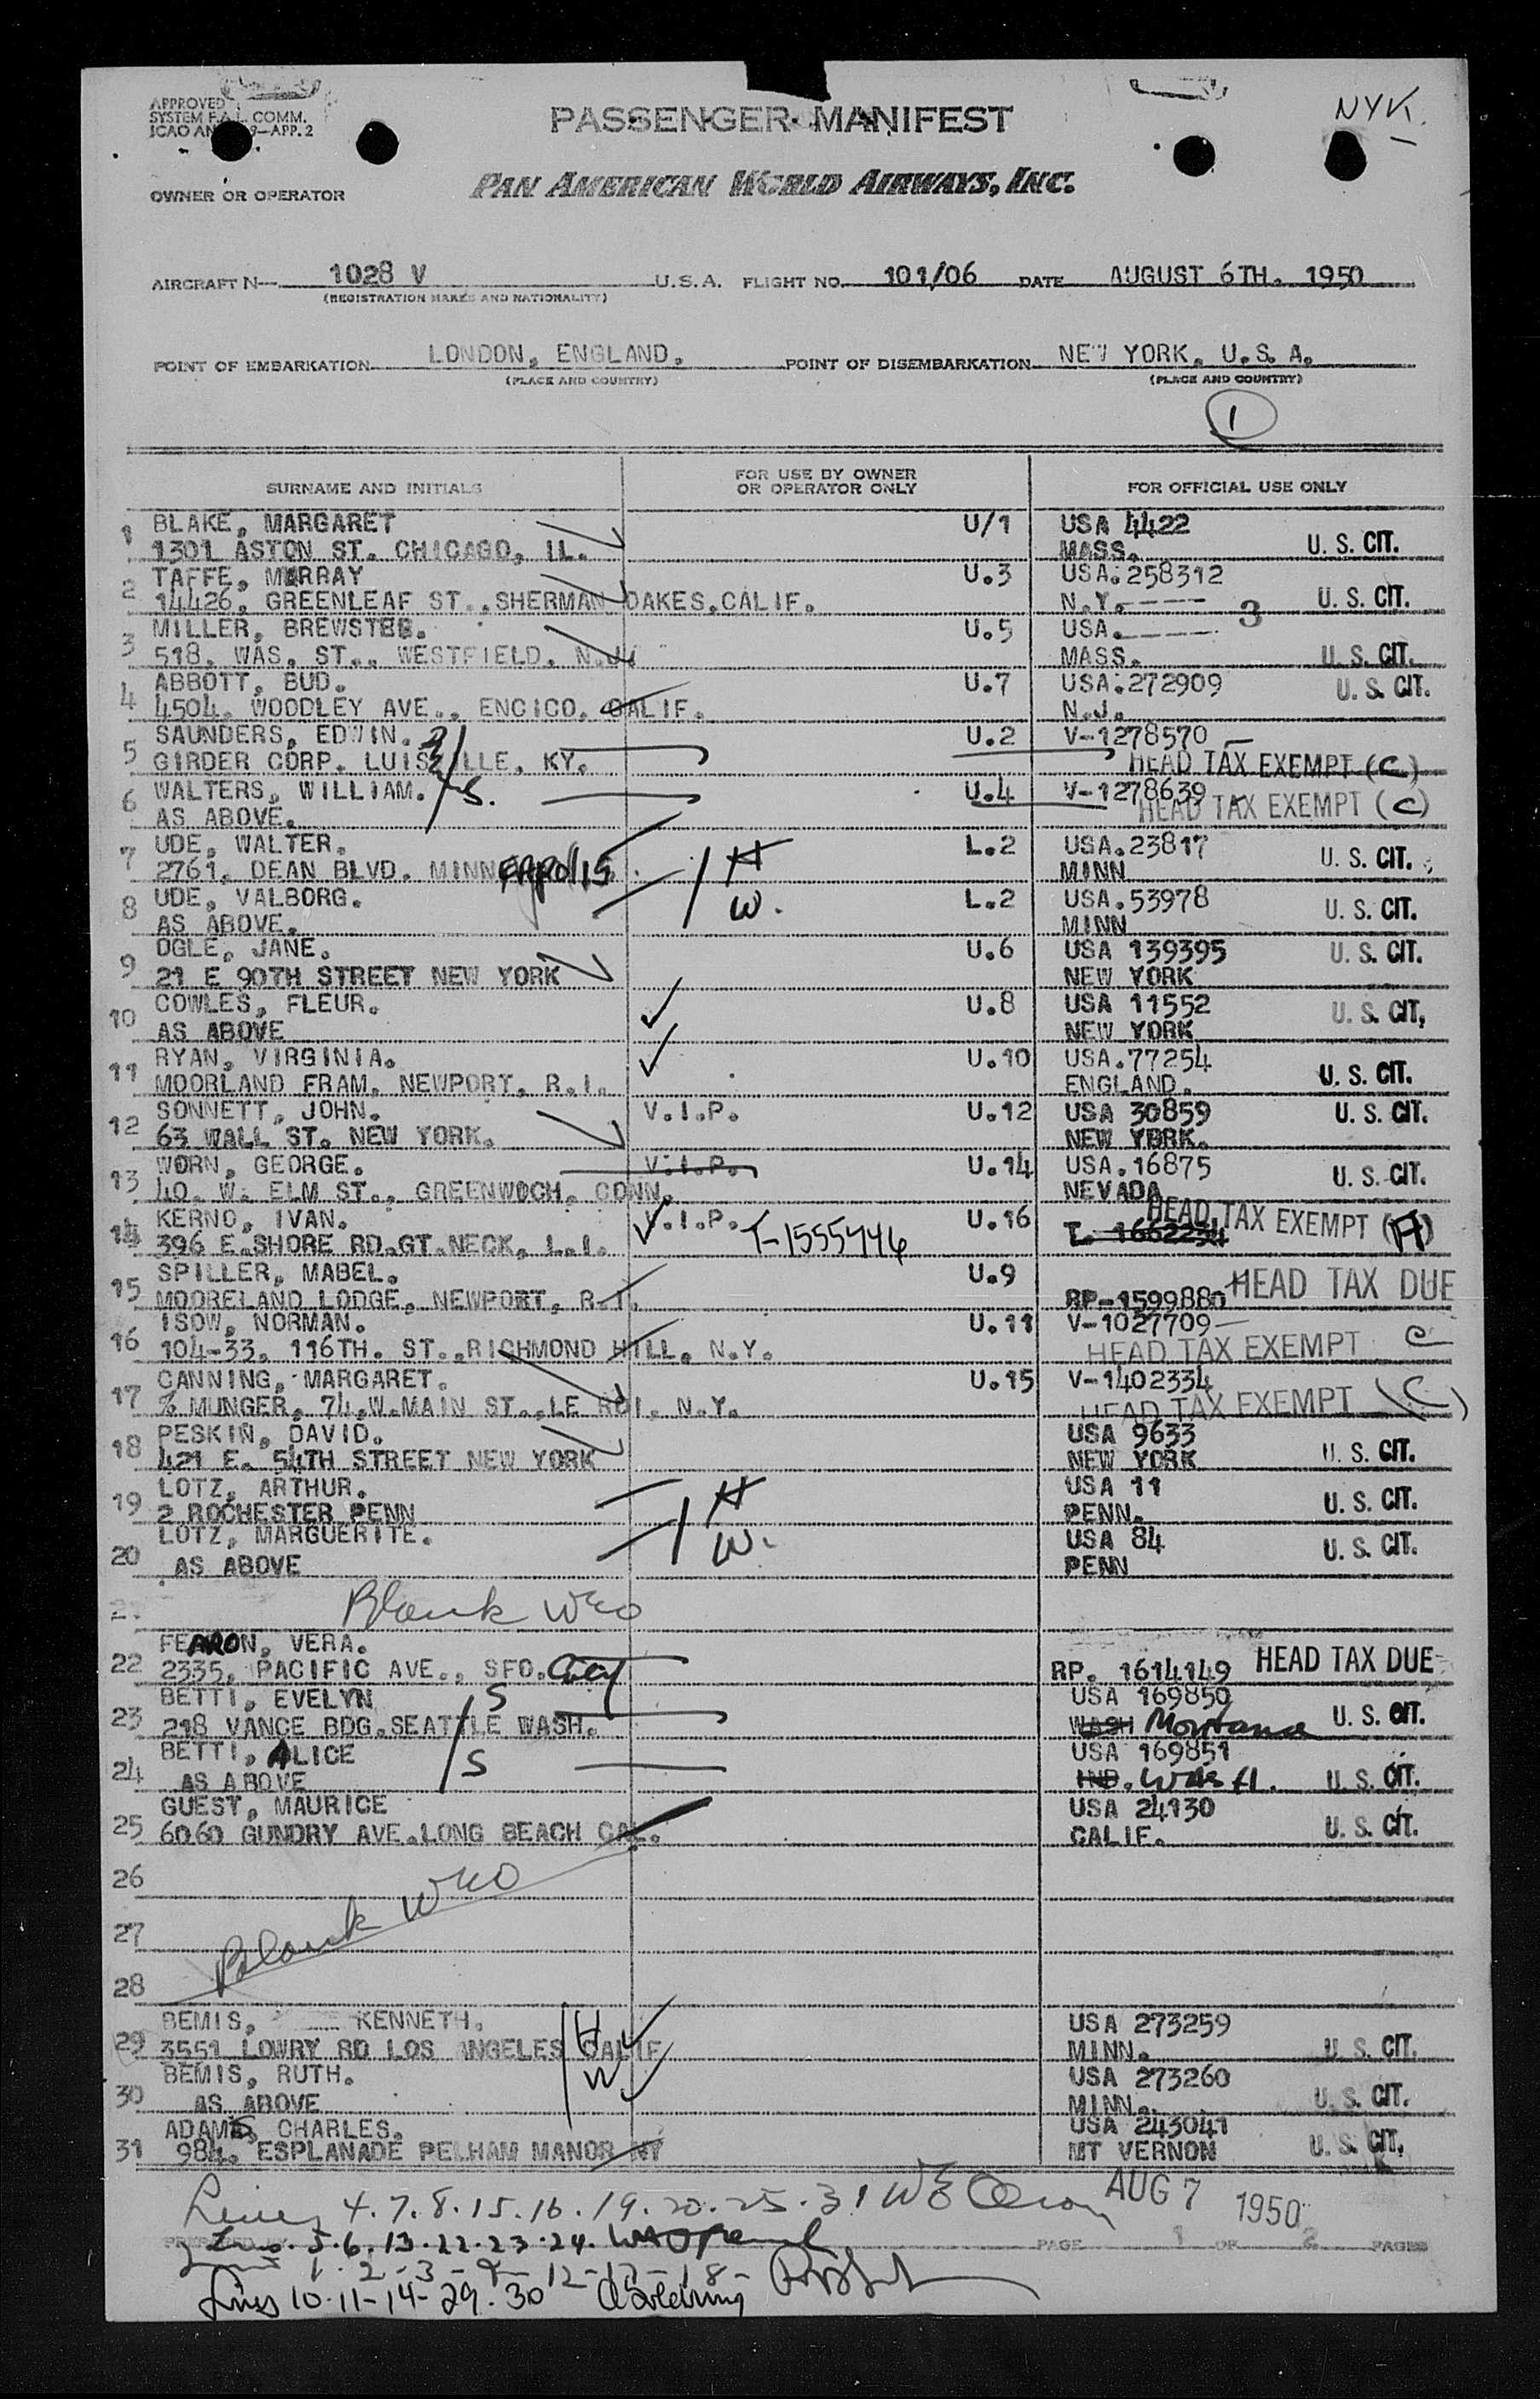 APPROVED
SYSTEM F.A.L. COMM.
ICAO AN 9-APP. 2
NYK.
PASSENGER MANIFEST
PAN AMERICAN WORLD AIRWAYS, INC.
OWNER OR OPERATOR
AIRCRAFT N— 1028 V U.S.A. FLIGHT NO. 101/06 DATE AUGUST 6TH. 1950
(REGISTRATION MARKS AND NATIONALITY)
POINT OF EMBARKATION LONDON, ENGLAND. POINT OF DISEMBARKATION NEW YORK, U.S.A.
(PLACE AND COUNTRY) (PLACE AND COUNTRY)
1
SURNAME AND INITIALS FOR USE BY OWNER OR OPERATOR ONLY FOR OFFICIAL USE ONLY
1 BLAKE, MARGARET U/1 USA 4422
1301 ASTON ST. CHICAGO, IL. MASS. U. S. CIT.
2 TAFFE, MURRAY U.3 USA.258312
14426, GREENLEAF ST., SHERMAN OAKES, CALIF. N.Y.---- 3 U. S. CIT.
3 MILLER, BREWSTER. U.5 USA.-----
518, WAS. ST., WESTFIELD, N.J. MASS. U. S. CIT.
4 ABBOTT, BUD. U.7 USA.272909 U. S. CIT.
4504, WOODLEY AVE., ENCICO, CALIF. N.J.
5 SAUNDERS, EDWIN. U.2 V-1278570
GIRDER CORP. LUISVILLE, KY. HEAD TAX EXEMPT (C)
6 WALTERS, WILLIAM. S. U.4 V-1278639
AS ABOVE. HEAD TAX EXEMPT (C)
7 UDE, WALTER. H L.2 USA.23817
2761, DEAN BLVD. MINNEAPOLIS. MINN U. S. CIT.
8 UDE, VALBORG. W. L.2 USA.53978
AS ABOVE. MINN U. S. CIT.
9 OGLE, JANE. U.6 USA 139395 U. S. CIT.
21 E 90TH STREET NEW YORK NEW YORK
10 COWLES, FLEUR. U.8 USA 11552
AS ABOVE NEW YORK U. S. CIT.
11 RYAN, VIRGINIA. U.10 USA.77254
MOORLAND FRAM, NEWPORT, R.I. ENGLAND. U. S. CIT.
12 SONNETT, JOHN. V.I.P. U.12 USA 30859 U. S. CIT.
63 WALL ST. NEW YORK. NEW YORK.
13 WORN, GEORGE. V.I.P. U.14 USA.16875
40, W. ELM ST., GREENWOCH, CONN. NEVADA U. S. CIT.
14 KERNO, IVAN. V.I.P. T-1555446 U.16 HEAD TAX EXEMPT (A)
396 E.SHORE RD.GT.NECK, L.I. T. 1662234
15 SPILLER, MABEL. U.9 HEAD TAX DUE
MOORELAND LODGE, NEWPORT, R.I. RP-1599880
16 ISOW, NORMAN. U.11 V-1027709
104-33, 116TH. ST., RICHMOND HILL, N.Y. HEAD TAX EXEMPT C
17 CANNING, MARGARET. U.15 V-1402334
% MUNGER, 74,W.MAIN ST.,LE ROI, N.Y. HEAD TAX EXEMPT (C)
18 PESKIN, DAVID. USA 9633
421 E. 54TH STREET NEW YORK NEW YORK U. S. CIT.
19 LOTZ, ARTHUR. H USA 11
2 ROCHESTER PENN PENN. U. S. CIT.
20 LOTZ, MARGUERITE. W. USA 84
AS ABOVE PENN U. S. CIT.
Blank WEO
22 FEARON, VERA. HEAD TAX DUE
2335, PACIFIC AVE., SFO. RP. 1614149
23 BETTI, EVELYN S USA 169850
218 VANCE BDG.SEATTLE WASH. WASH Montana U. S. CIT.
24 BETTI, ALICE S USA 169851
AS ABOVE IND. Wash. U. S. CIT.
25 GUEST, MAURICE USA 24130
6060 GUNDRY AVE.LONG BEACH CAL. CALIF. U. S. CIT.
26
27 Blank WEO
28
29 BEMIS, KENNETH. H USA 273259
3551 LOWRY RD LOS ANGELES CALIF MINN. U. S. CIT.
30 BEMIS, RUTH. W USA 273260
AS ABOVE MINN. U. S. CIT.
31 ADAMS, CHARLES. USA 243041
984, ESPLANADE PELHAM MANOR NY MT VERNON U. S. CIT.
Lines 4.7.8.15.16.19.20.25.31 AUG 7 1950
5.6.13.22.23.24. PAGE 1 OF 2 PAGES
Lines 10-11-14-29-30